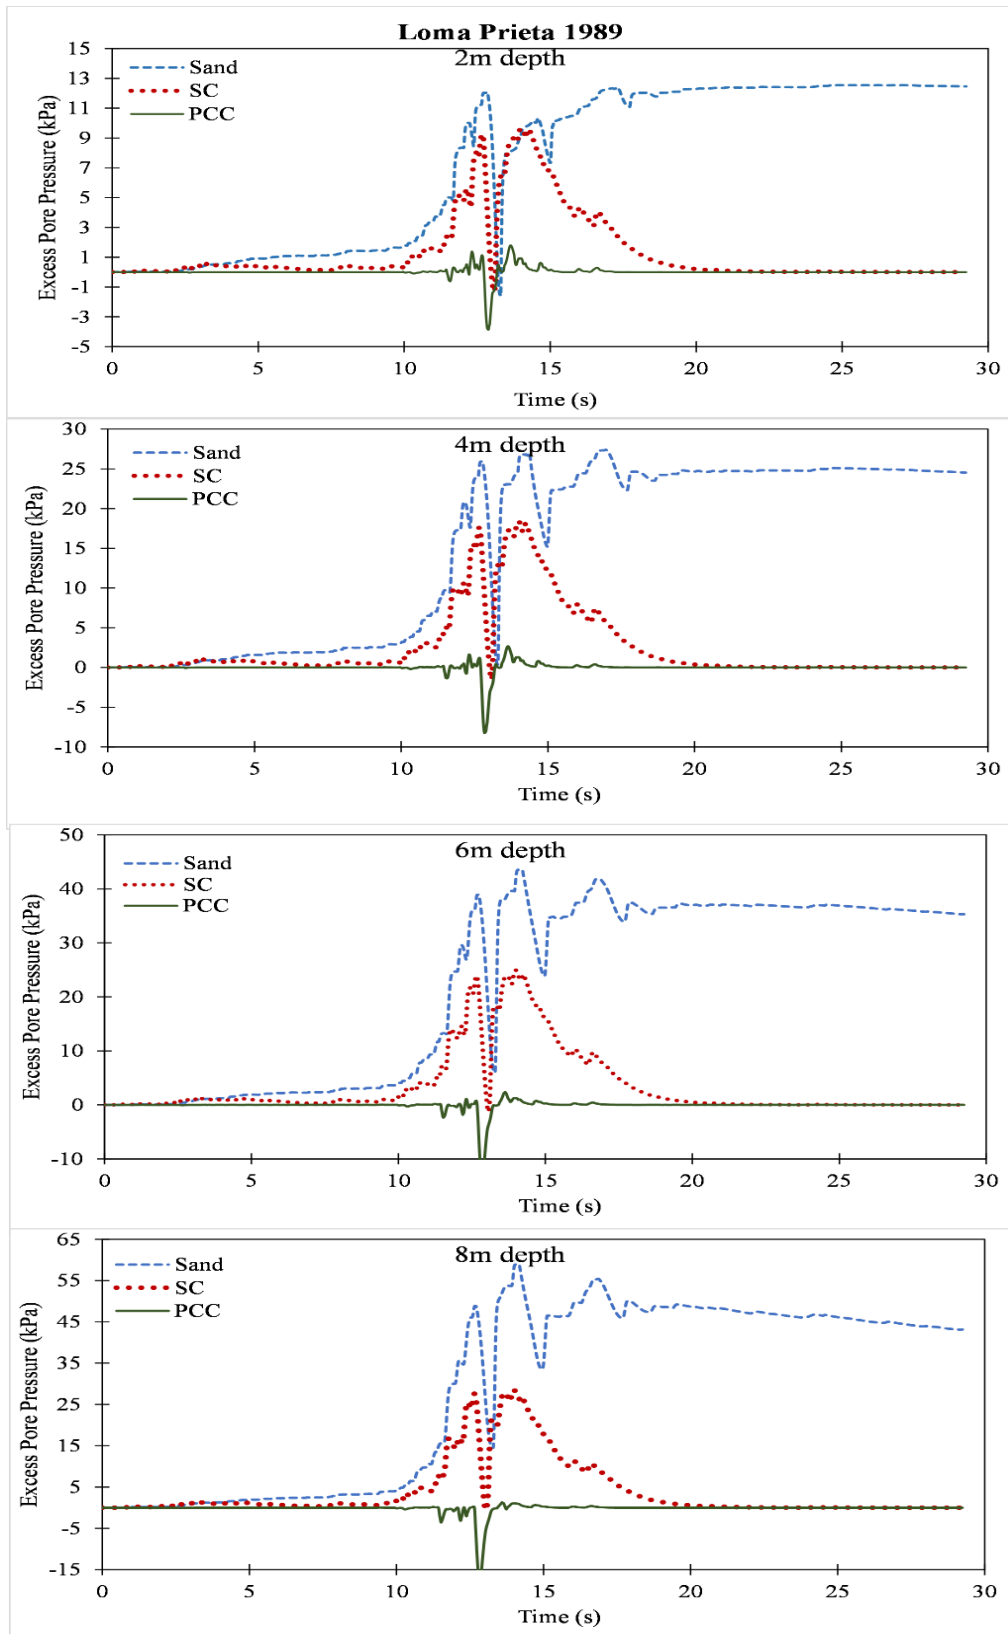 Loma Prieta 1989
2m depth
Sand
SC
PCC
Excess Pore Pressure (kPa)
15
13
11
9
7
5
3
1
-1
-3
-5
0 5 10 15 20 25 30
Time (s)
4m depth
Sand
SC
PCC
Excess Pore Pressure (kPa)
30
25
20
15
10
5
0
-5
-10
0 5 10 15 20 25 30
Time (s)
6m depth
Sand
SC
PCC
Excess Pore Pressure (kPa)
50
40
30
20
10
0
-10
0 5 10 15 20 25 30
Time (s)
8m depth
Sand
SC
PCC
Excess Pore Pressure (kPa)
65
55
45
35
25
15
5
-5
-15
0 5 10 15 20 25 30
Time (s)